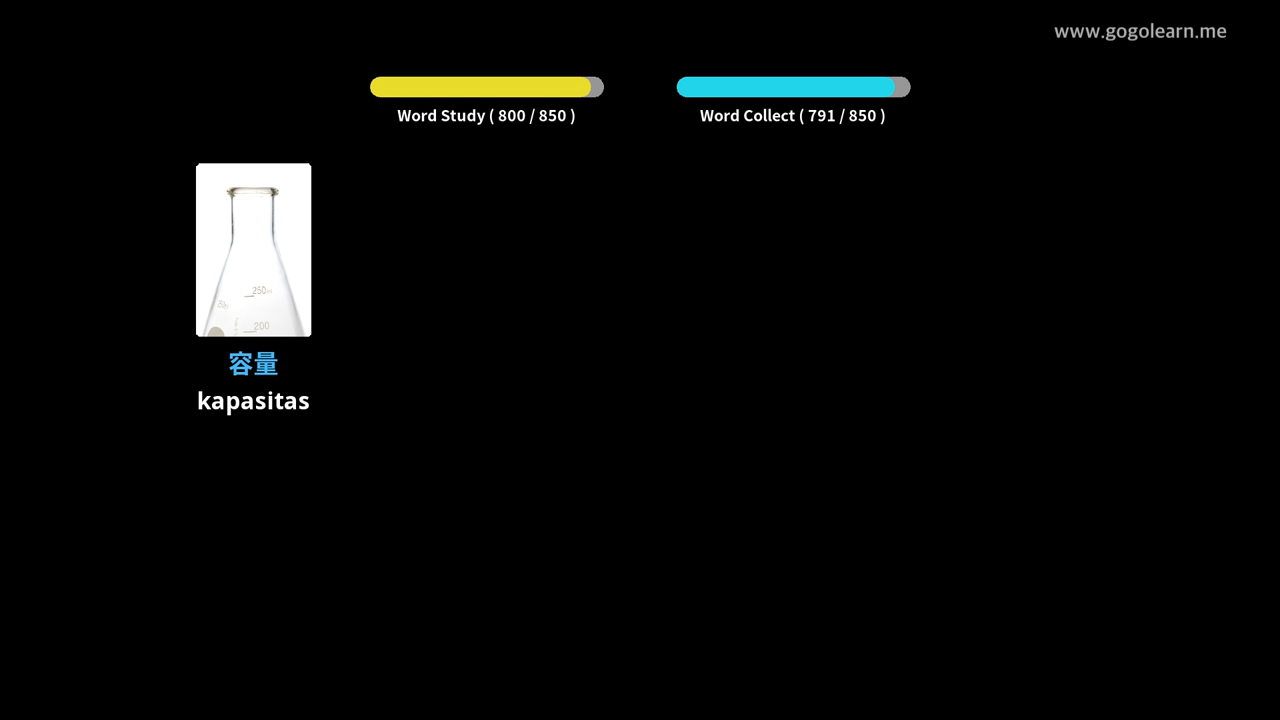 www.gogolearn.me
Word Study ( 800 / 850 )
Word Collect ( 791 / 850 )
250
200
容量
kapasitas